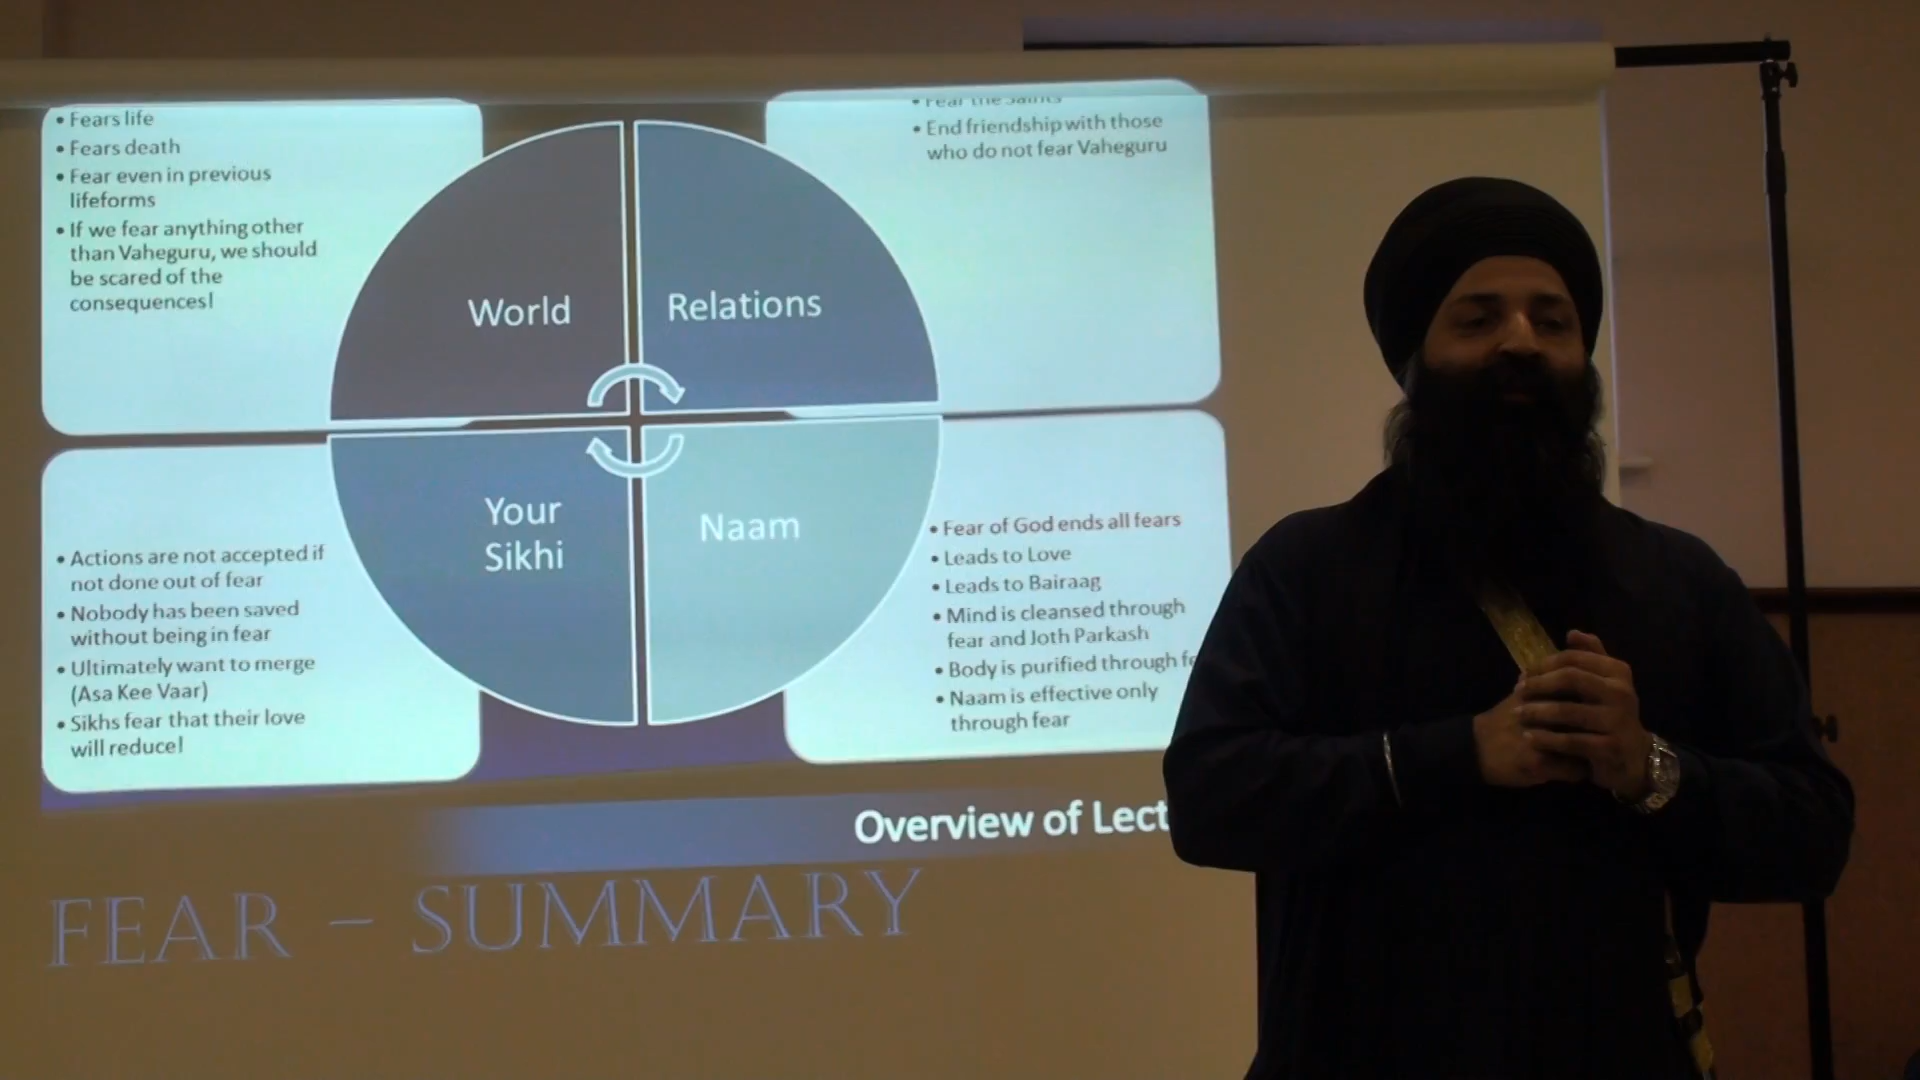 • Fears life
• Fears death
• Fear even in previous
lifeforms
• If we fear anything other
than Vaheguru, we should
be scared of the
consequences!
World
Relations
• Fear the Saints
• End friendship with those
who do not fear Vaheguru
• Actions are not accepted if
not done out of fear
• Nobody has been saved
without being in fear
• Ultimately want to merge
(Asa Kee Vaar)
• Sikhs fear that their love
will reduce!
Your
Sikhi
Naam
• Fear of God ends all fears
• Leads to Love
• Leads to Bairaag
• Mind is cleansed through
fear and Joth Parkash
• Body is purified through
• Naam is effective only
through fear
Overview of
FEAR – SUMMARY